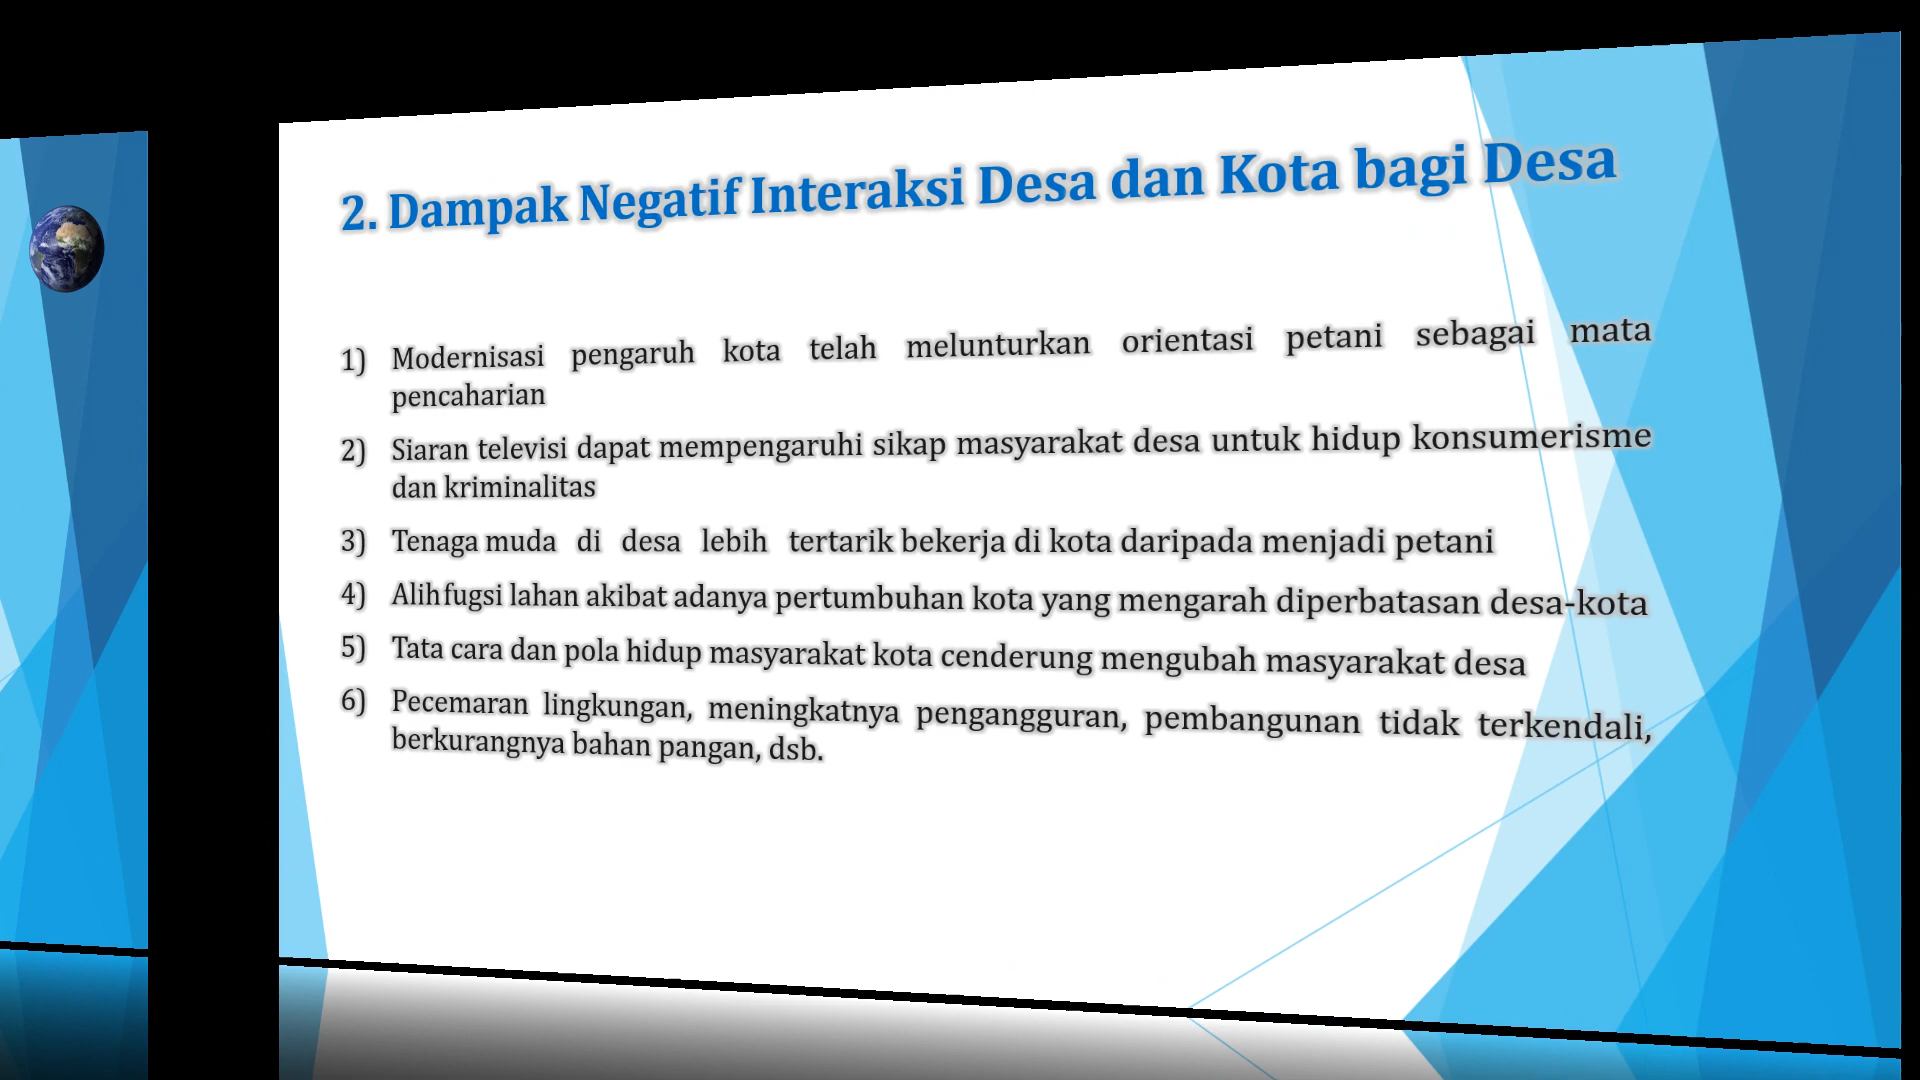 2. Dampak Negatif Interaksi Desa dan Kota bagi Desa
1) Modernisasi pengaruh kota telah melunturkan orientasi petani sebagai mata
pencaharian
2) Siaran televisi dapat mempengaruhi sikap masyarakat desa untuk hidup konsumerisme
dan kriminalitas
3) Tenaga muda di desa lebih tertarik bekerja di kota daripada menjadi petani
4) Alih fugsi lahan akibat adanya pertumbuhan kota yang mengarah diperbatasan desa-kota
5) Tata cara dan pola hidup masyarakat kota cenderung mengubah masyarakat desa
6) Pecemaran lingkungan, meningkatnya pengangguran, pembangunan tidak terkendali,
berkurangnya bahan pangan, dsb.